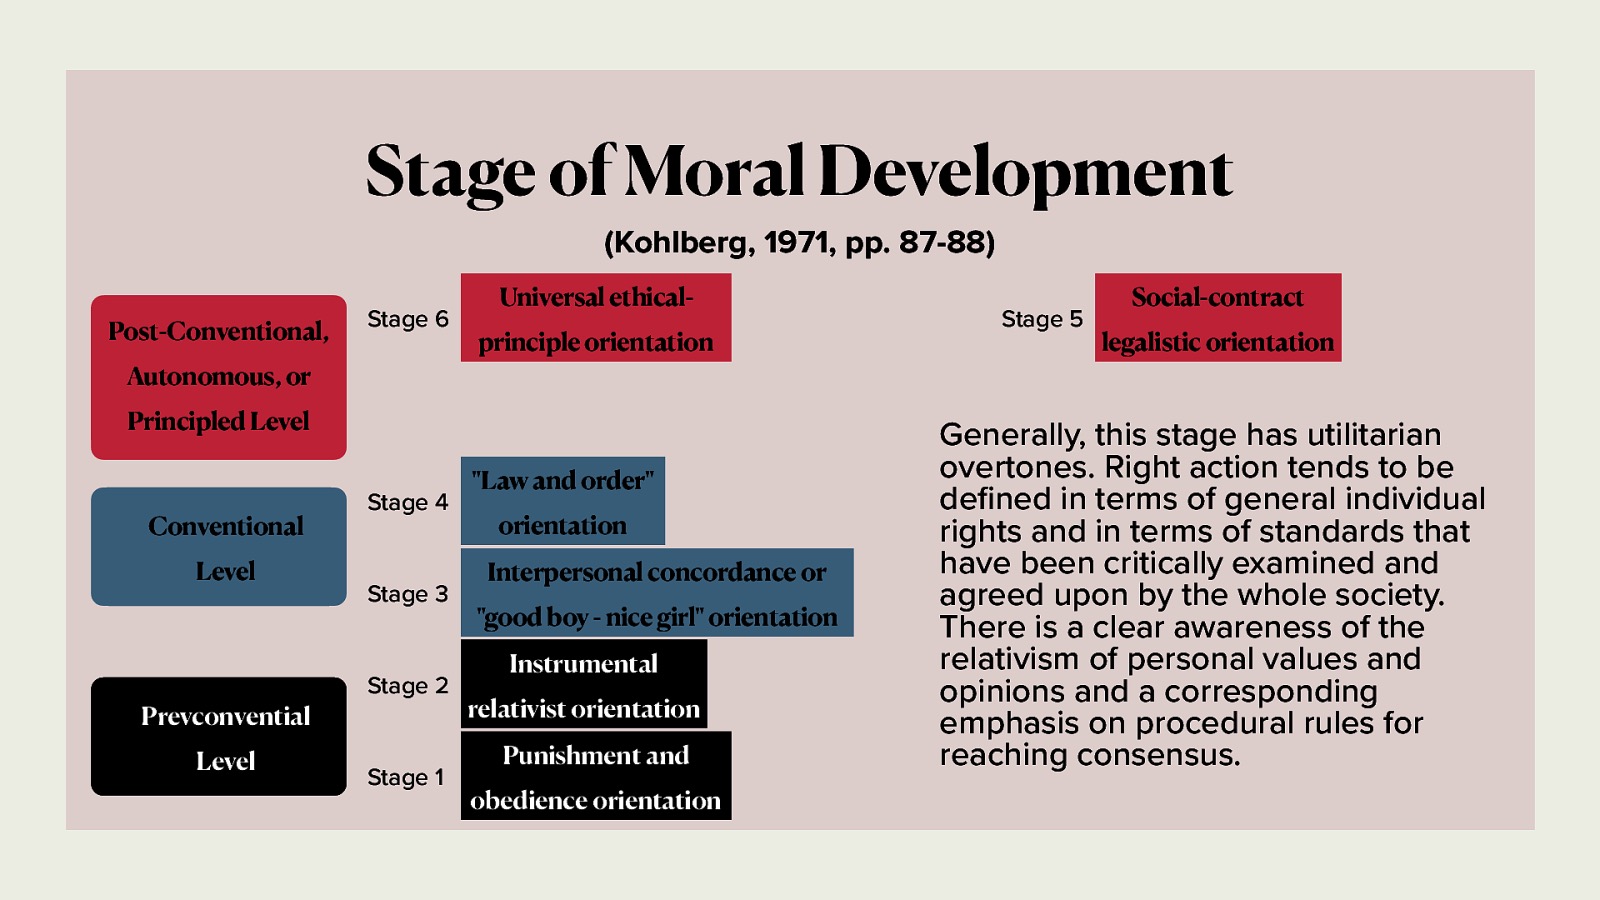 Stage of Moral Development
(Kohlberg, 1971, pp. 87-88)
Post-Conventional,
Autonomous, or
Principled Level
Stage 6
Universal ethical-
principle orientation
Stage 5
Social-contract
legalistic orientation
Conventional
Level
Stage 4
"Law and order"
orientation
Stage 3
Interpersonal concordance or
"good boy - nice girl" orientation
Prevconvential
Level
Stage 2
Instrumental
relativist orientation
Stage 1
Punishment and
obedience orientation
Generally, this stage has utilitarian
overtones. Right action tends to be
defined in terms of general individual
rights and in terms of standards that
have been critically examined and
agreed upon by the whole society.
There is a clear awareness of the
relativism of personal values and
opinions and a corresponding
emphasis on procedural rules for
reaching consensus.